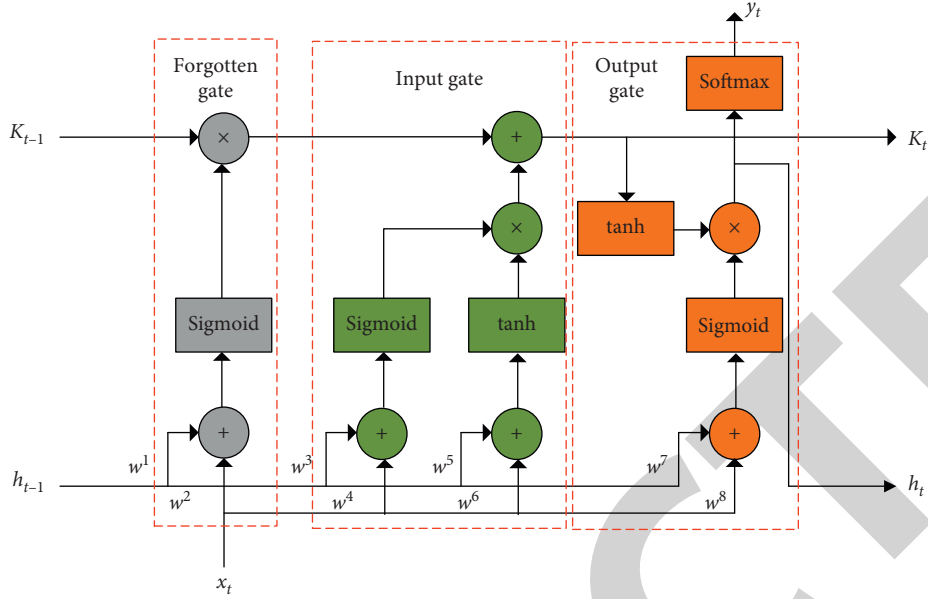 y_t
Forgotten
gate
Input gate
Output
gate
Softmax
K_{t-1}
×
+
K_t
×
tanh
×
Sigmoid
Sigmoid
tanh
Sigmoid
+
+
+
+
w^1
w^3
w^5
w^7
h_{t-1}
w^2
w^4
w^6
w^8
h_t
x_t